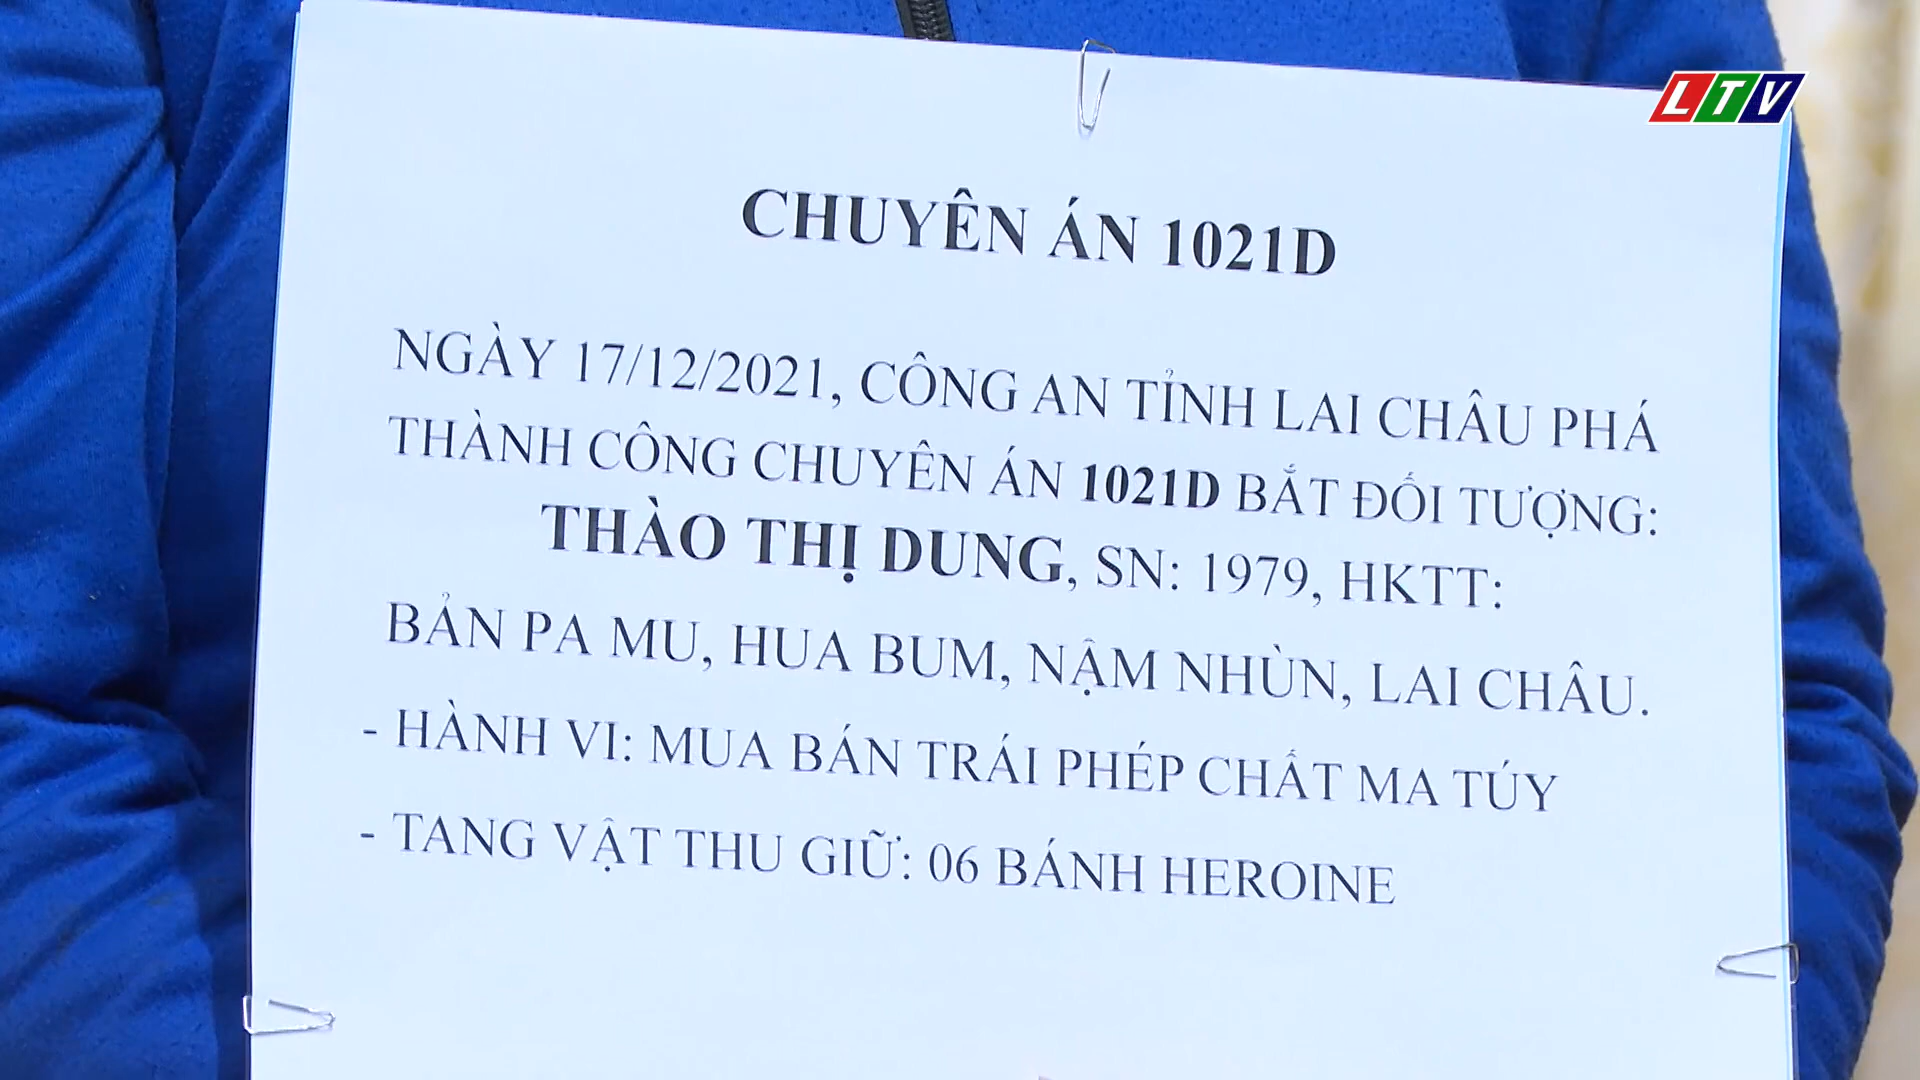 LTV
CHUYÊN ÁN 1021D
NGÀY 17/12/2021, CÔNG AN TỈNH LAI CHÂU PHÁ
THÀNH CÔNG CHUYÊN ÁN 1021D BẮT ĐỐI TƯỢNG:
THÀO THỊ DUNG, SN: 1979, HKTT:
BẢN PA MU, HUA BUM, NẬM NHÙN, LAI CHÂU.
- HÀNH VI: MUA BÁN TRÁI PHÉP CHẤT MA TÚY
- TANG VẬT THU GIỮ: 06 BÁNH HEROINE